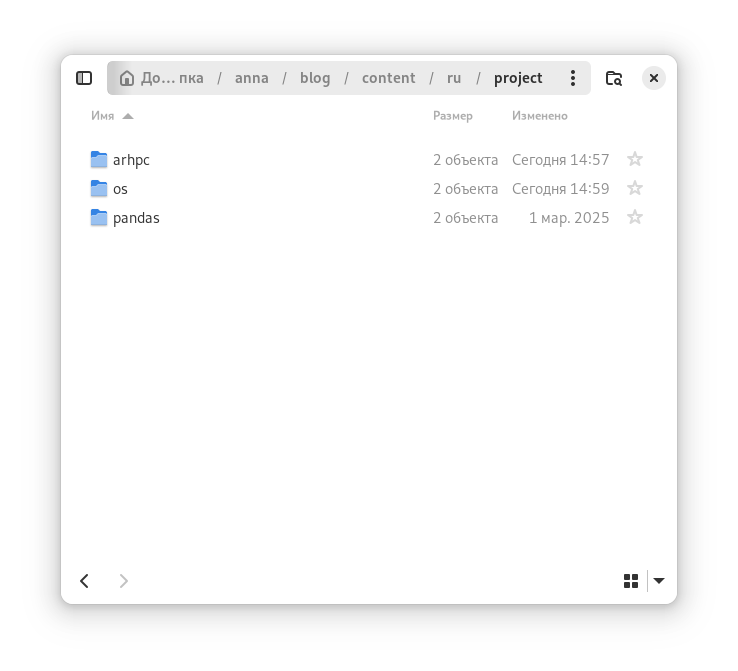 До… пка / anna / blog / content / ru / project
Имя Размер Изменено
arhpc 2 объекта Сегодня 14:57
os 2 объекта Сегодня 14:59
pandas 2 объекта 1 мар. 2025